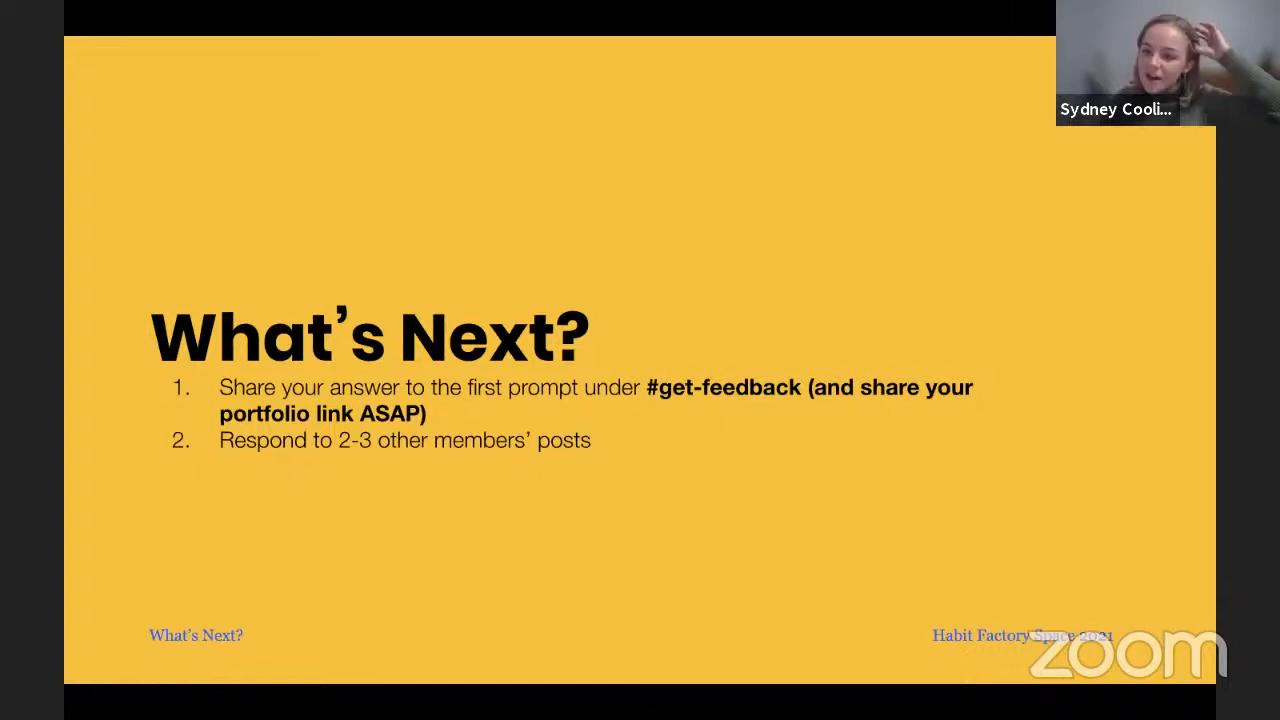 Sydney Cooli...
What's Next?
1. Share your answer to the first prompt under #get-feedback (and share your
portfolio link ASAP)
2. Respond to 2-3 other members' posts
What's Next?
Habit Factory Space 2021
zoom